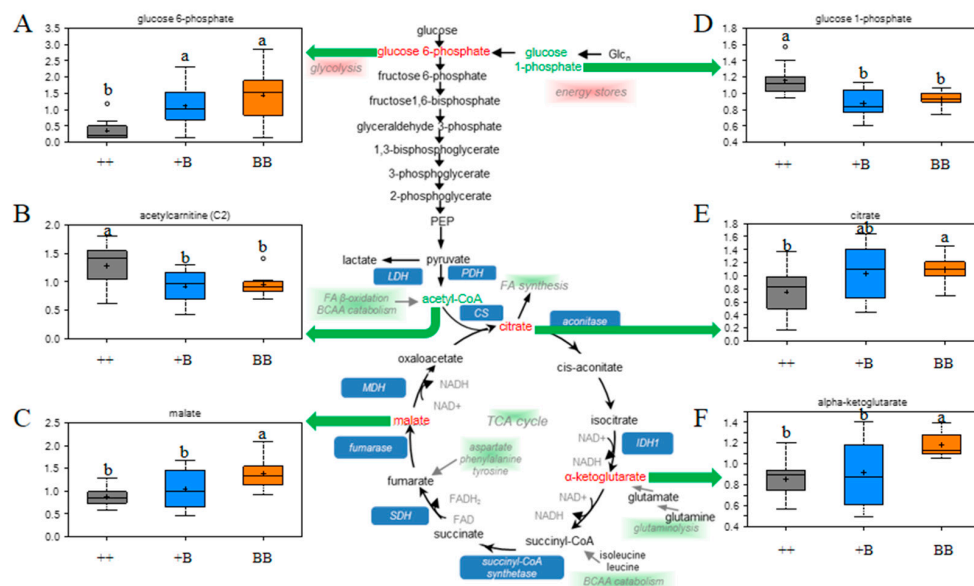 A
glucose 6-phosphate
3.5
3.0
2.5
2.0
1.5
1.0
0.5
0.0
b
a
a
++
+B
BB
B
acetylcarnitine (C2)
2.0
1.5
1.0
0.5
0.0
a
b
b
++
+B
BB
C
malate
2.5
2.0
1.5
1.0
0.5
0.0
b
b
a
++
+B
BB
glucose
glucose 6-phosphate
glycolysis
glucose
1-phosphate
Glcn
energy stores
fructose 6-phosphate
fructose1,6-bisphosphate
glyceraldehyde 3-phosphate
1,3-bisphosphoglycerate
3-phosphoglycerate
2-phosphoglycerate
PEP
lactate
pyruvate
LDH
PDH
FA β-oxidation
BCAA catabolism
acetyl-CoA
FA synthesis
CS
citrate
aconitase
oxaloacetate
cis-aconitate
MDH
NADH
NAD+
isocitrate
malate
TCA cycle
NAD+
IDH1
NADH
fumarase
aspartate
phenylalanine
tyrosine
α-ketoglutarate
fumarate
glutamate
glutamine
glutaminolysis
FADH2
FAD
SDH
NAD+
NADH
succinate
succinyl-CoA
succinyl-CoA
synthetase
isoleucine
leucine
BCAA catabolism
D
glucose 1-phosphate
1.6
1.4
1.2
1.0
0.8
0.6
0.4
a
b
b
++
+B
BB
E
citrate
1.8
1.6
1.4
1.2
1.0
0.8
0.6
0.4
0.2
0.0
b
ab
a
++
+B
BB
F
alpha-ketoglutarate
1.4
1.2
1.0
0.8
0.6
0.4
b
b
a
++
+B
BB